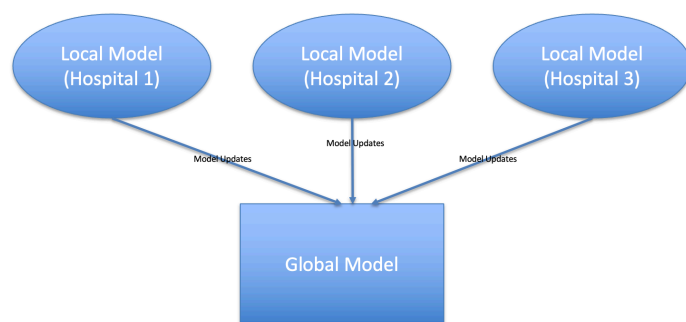 Local Model
(Hospital 1)
Local Model
(Hospital 2)
Local Model
(Hospital 3)
Model Updates
Model Updates
Model Updates
Global Model